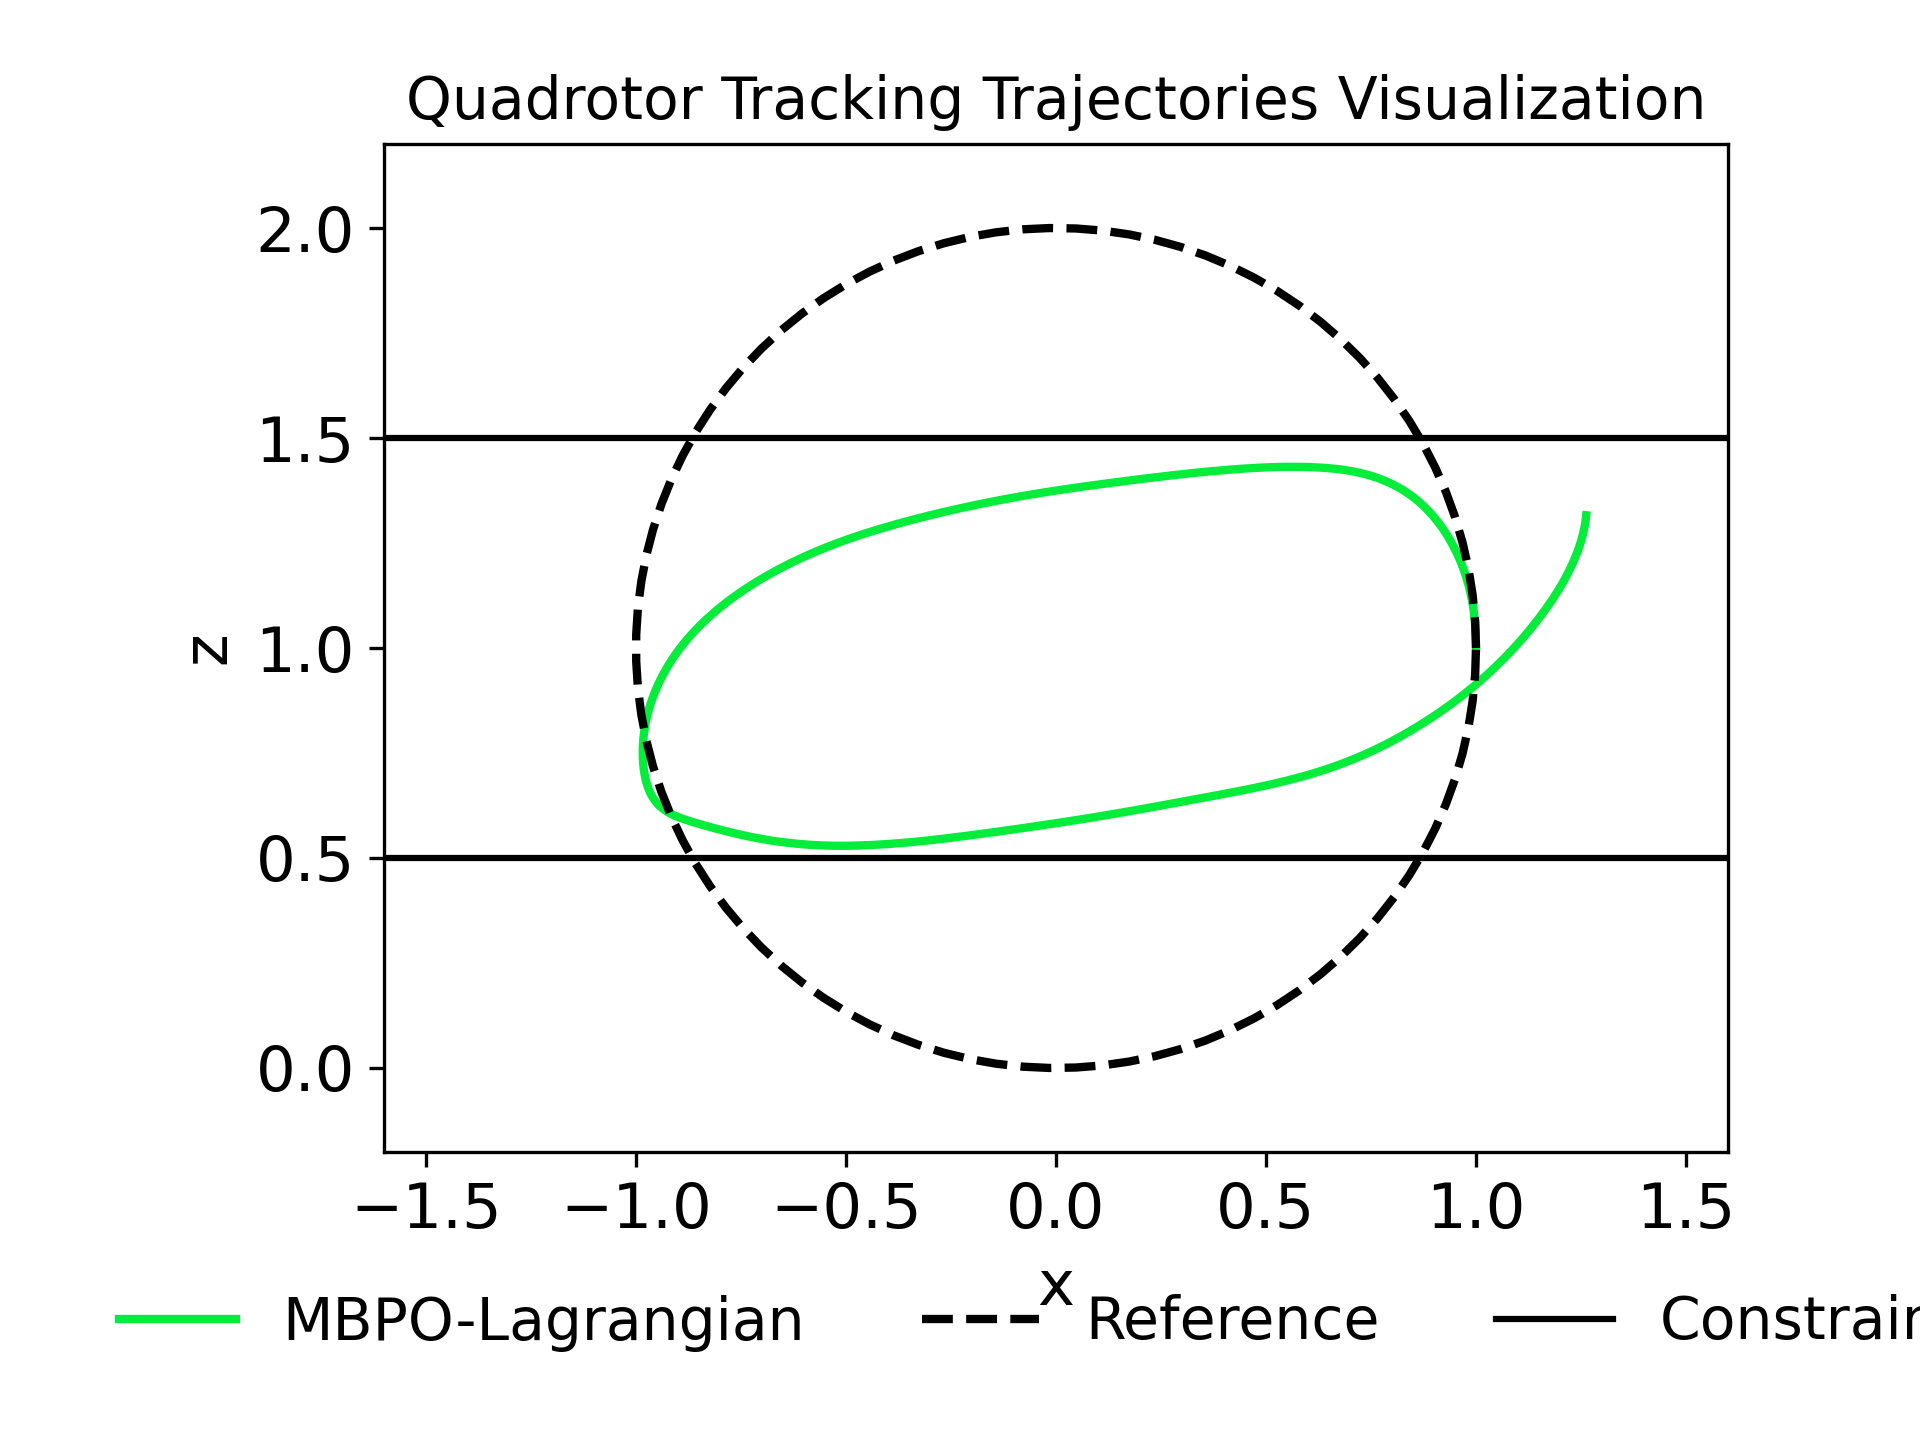 Quadrotor Tracking Trajectories Visualization
2.0
1.5
z 1.0
0.5
0.0
−1.5 −1.0 −0.5 0.0 0.5 1.0 1.5
x
MBPO-Lagrangian Reference